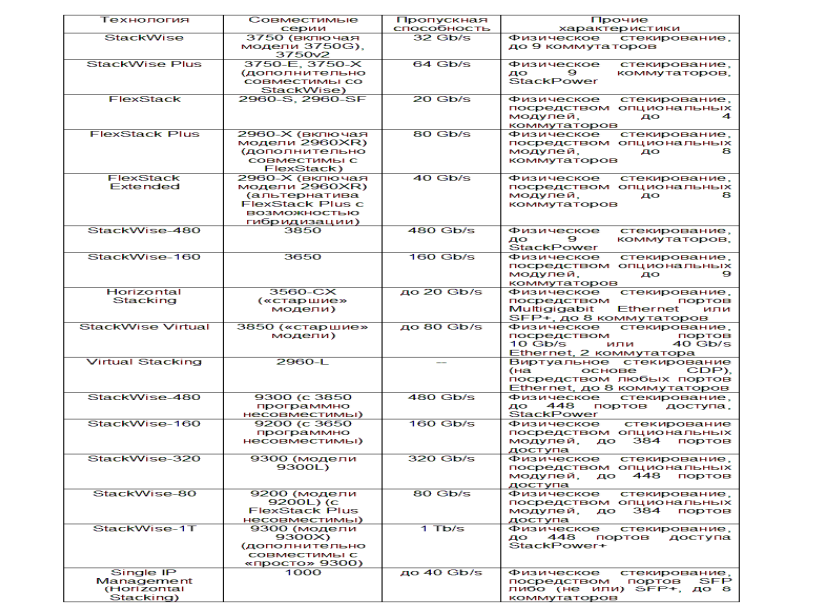 Технология Совместимые серии Пропускная способность Прочие характеристики
StackWise 3750 (включая модели 3750G), 3750v2 32 Gb/s Физическое стекирование, до 9 коммутаторов
StackWise Plus 3750-E, 3750-X (дополнительно совместимы со StackWise) 64 Gb/s Физическое стекирование, до 9 коммутаторов, StackPower
FlexStack 2960-S, 2960-SF 20 Gb/s Физическое стекирование, посредством опциональных модулей, до 4 коммутаторов
FlexStack Plus 2960-X (включая модели 2960XR) (дополнительно совместимы с FlexStack) 80 Gb/s Физическое стекирование, посредством опциональных модулей, до 8 коммутаторов
FlexStack Extended 2960-X (включая модели 2960XR) (альтернатива FlexStack Plus с возможностью гибридизации) 40 Gb/s Физическое стекирование, посредством опциональных модулей, до 8 коммутаторов
StackWise-480 3850 480 Gb/s Физическое стекирование, до 9 коммутаторов, StackPower
StackWise-160 3650 160 Gb/s Физическое стекирование, посредством опциональных модулей, до 9 коммутаторов
Horizontal Stacking 3560-CX («старшие» модели) до 20 Gb/s Физическое стекирование, посредством портов Multigigabit Ethernet или SFP+, до 8 коммутаторов
StackWise Virtual 3850 («старшие» модели) до 80 Gb/s Физическое стекирование, посредством портов 10 Gb/s или 40 Gb/s Ethernet, 2 коммутатора
Virtual Stacking 2960-L -- Виртуальное стекирование (на основе CDP), посредством любых портов Ethernet, до 8 коммутаторов
StackWise-480 9300 (с 3850 программно несовместимы) 480 Gb/s Физическое стекирование, до 448 портов доступа, StackPower
StackWise-160 9200 (с 3650 программно несовместимы) 160 Gb/s Физическое стекирование посредством опциональных модулей, до 384 портов доступа
StackWise-320 9300 (модели 9300L) 320 Gb/s Физическое стекирование, посредством опциональных модулей, до 448 портов доступа
StackWise-80 9200 (модели 9200L) (с FlexStack Plus несовместимы) 80 Gb/s Физическое стекирование, посредством опциональных модулей, до 384 портов доступа
StackWise-1T 9300 (модели 9300X) (дополнительно совместимы с «просто» 9300) 1 Tb/s Физическое стекирование, до 448 портов доступа StackPower+
Single IP Management (Horizontal Stacking) 1000 до 40 Gb/s Физическое стекирование, посредством портов SFP либо (не или) SFP+, до 8 коммутаторов